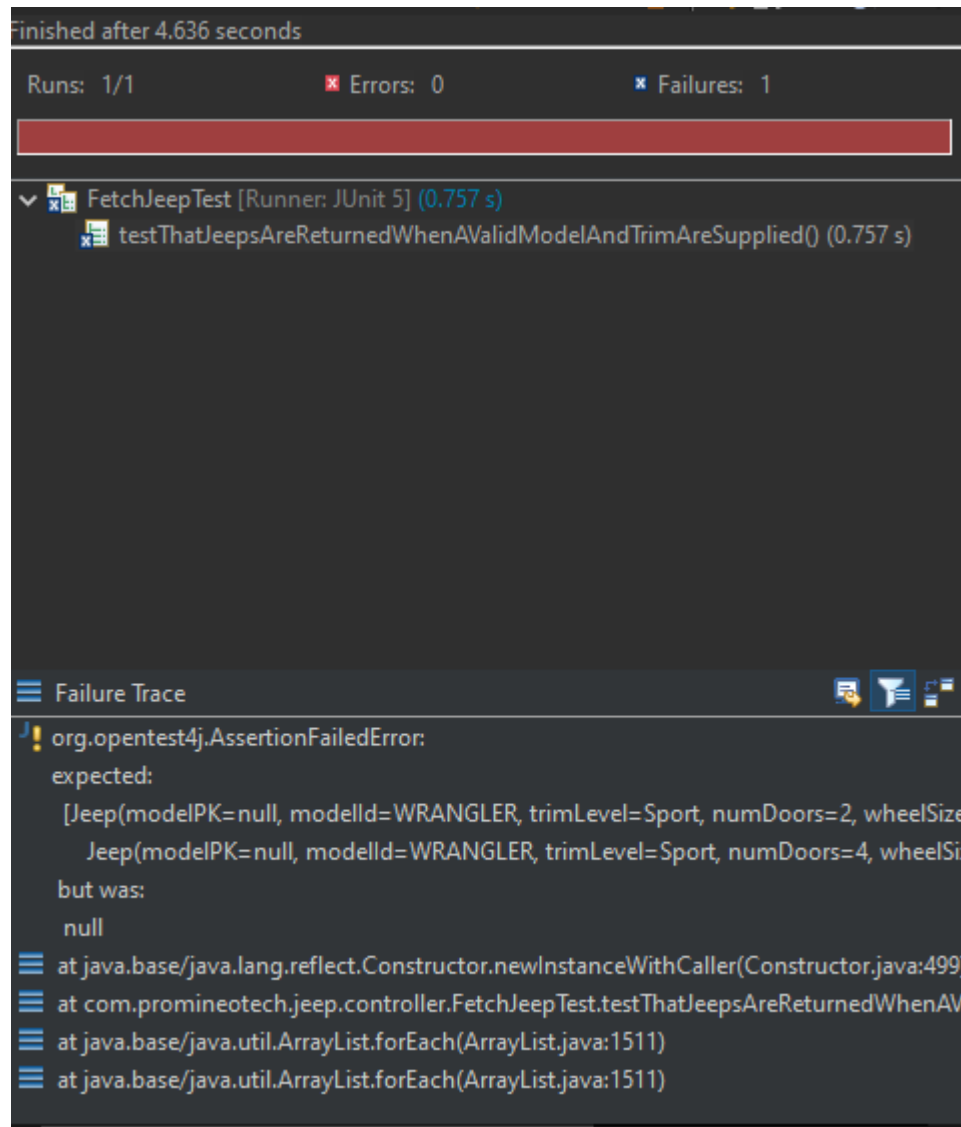 Finished after 4.636 seconds
Runs: 1/1 Errors: 0 Failures: 1
FetchJeepTest [Runner: JUnit 5] (0.757 s)
testThatJeepsAreReturnedWhenAValidModelAndTrimAreSupplied() (0.757 s)
Failure Trace
org.opentest4j.AssertionFailedError:
expected:
[Jeep(modelPK=null, modelId=WRANGLER, trimLevel=Sport, numDoors=2, wheelSize
Jeep(modelPK=null, modelId=WRANGLER, trimLevel=Sport, numDoors=4, wheelSi
but was:
null
at java.base/java.lang.reflect.Constructor.newInstanceWithCaller(Constructor.java:499)
at com.promineotech.jeep.controller.FetchJeepTest.testThatJeepsAreReturnedWhenAV
at java.base/java.util.ArrayList.forEach(ArrayList.java:1511)
at java.base/java.util.ArrayList.forEach(ArrayList.java:1511)